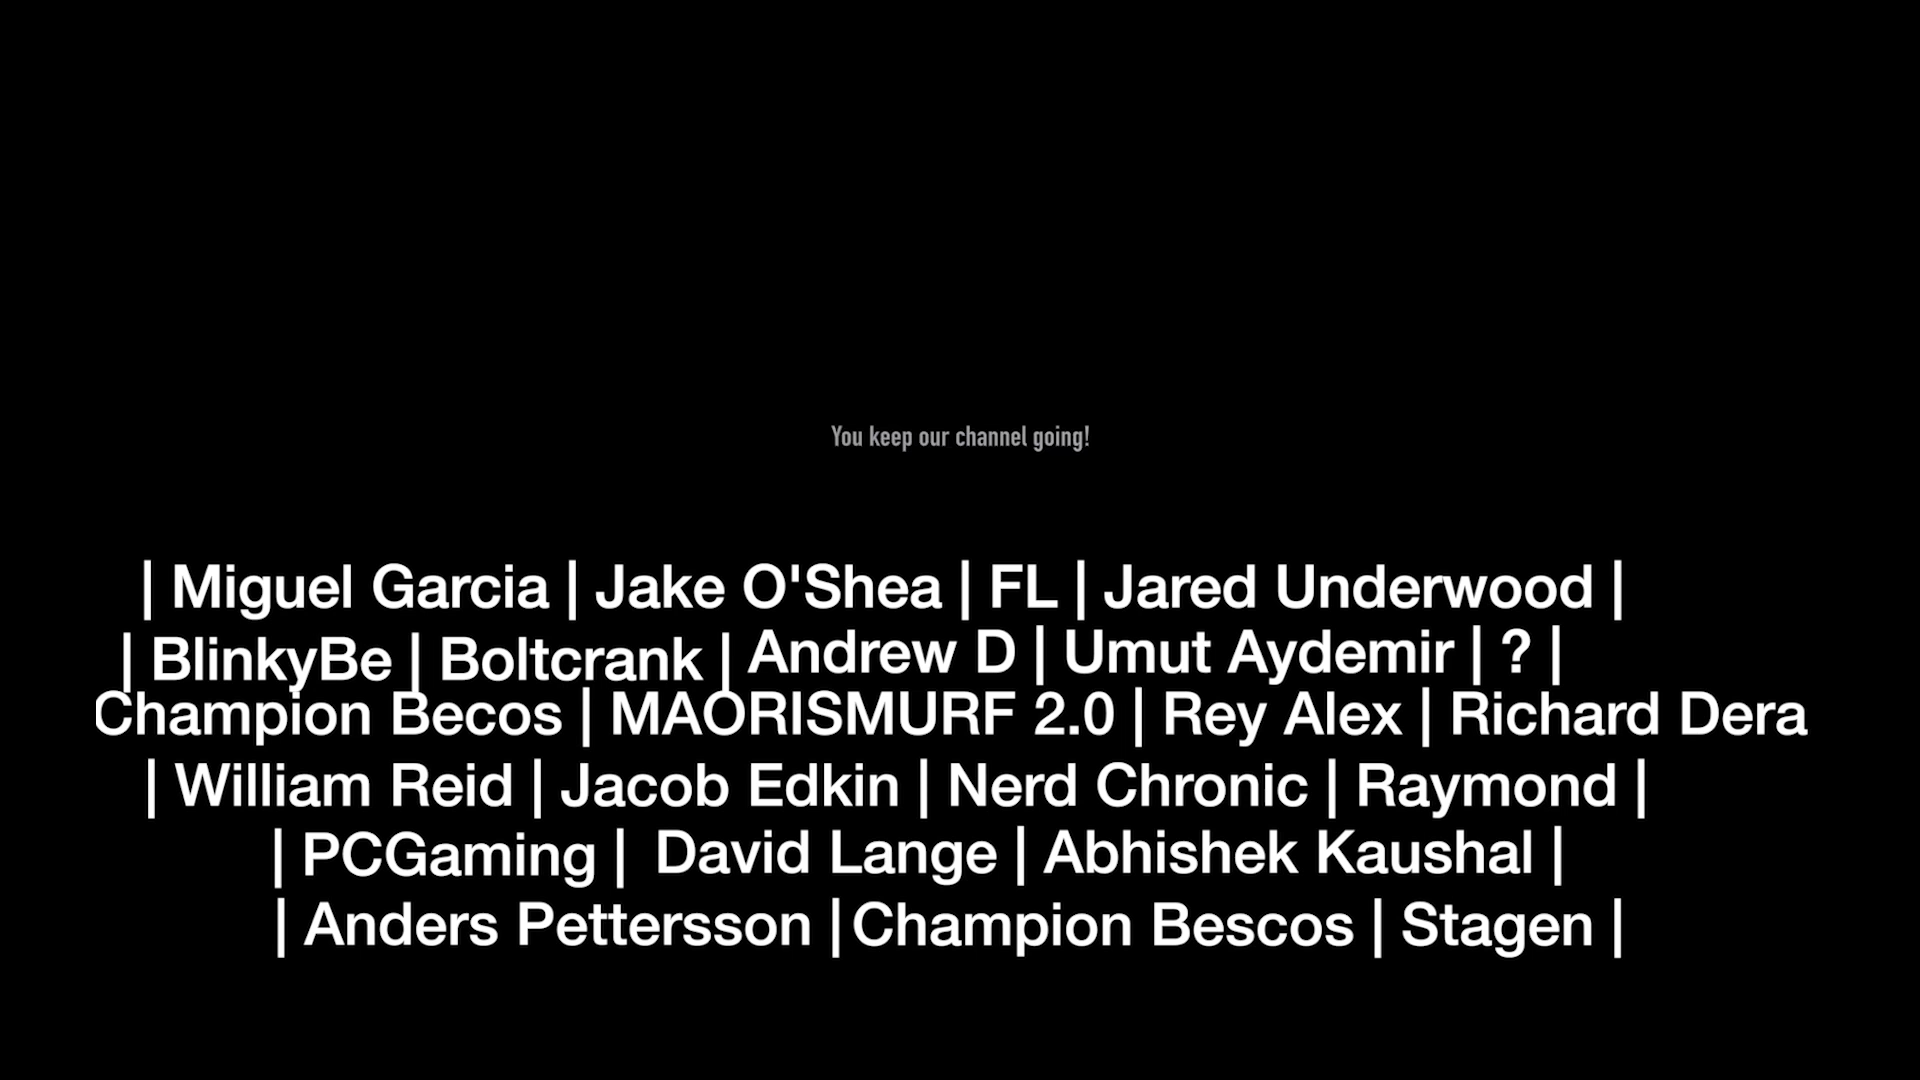 You keep our channel going!
| Miguel Garcia | Jake O'Shea | FL | Jared Underwood |
| BlinkyBe | Boltcrank | Andrew D | Umut Aydemir | ? |
Champion Becos | MAORISMURF 2.0 | Rey Alex | Richard Dera
| William Reid | Jacob Edkin | Nerd Chronic | Raymond |
| PCGaming | David Lange | Abhishek Kaushal |
| Anders Pettersson | Champion Bescos | Stagen |